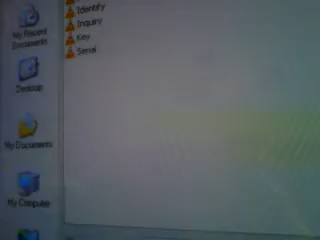 Identify
Inquiry
Key
Serial
My Recent
Documents
Desktop
My Documents
My Computer